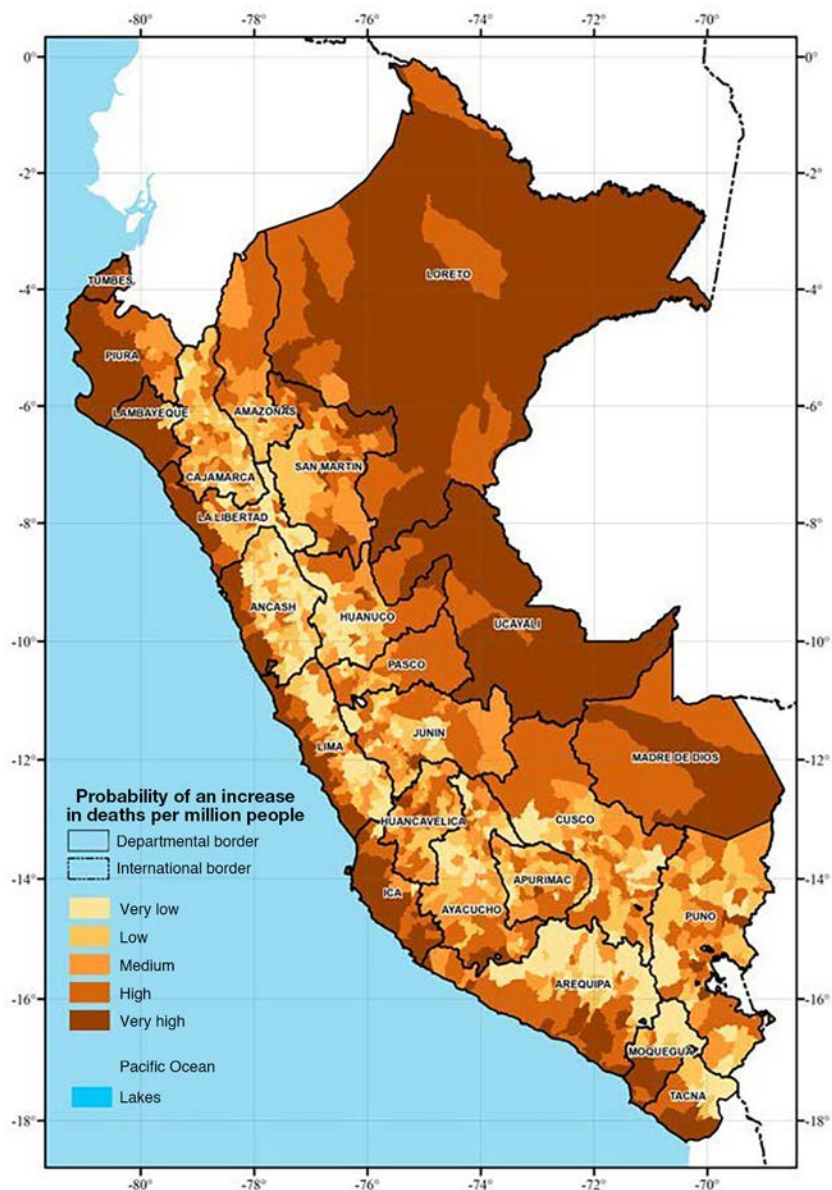 -80°
-78°
-76°
-74°
-72°
-70°
0°
0°
-2°
-2°
-4°
-4°
-6°
-6°
-8°
-8°
-10°
-10°
-12°
-12°
-14°
-14°
-16°
-16°
-18°
-18°
TUMBES
LORETO
PIURA
LAMBAYEQUE
AMAZONAS
SAN MARTIN
CAJAMARCA
LA LIBERTAD
ANCASH
HUANUCO
UCAYALI
PASCO
LIMA
JUNIN
MADRE DE DIOS
HUANCAVELICA
CUSCO
ICA
APURIMAC
AYACUCHO
PUNO
AREQUIPA
MOQUEGUA
TACNA
Probability of an increase
in deaths per million people
Departmental border
International border
Very low
Low
Medium
High
Very high
Pacific Ocean
Lakes
-80°
-78°
-76°
-74°
-72°
-70°